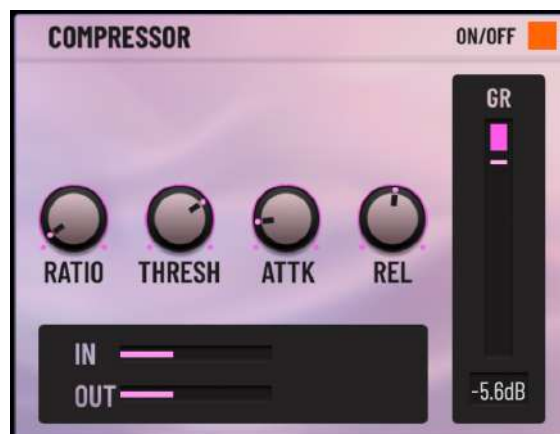 COMPRESSOR
ON/OFF
GR
RATIO
THRESH
ATTK
REL
IN
OUT
-5.6dB